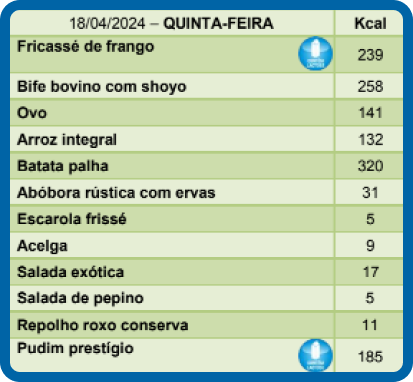 18/04/2024 – QUINTA-FEIRA Kcal
Fricassé de frango 239
Bife bovino com shoyo 258
Ovo 141
Arroz integral 132
Batata palha 320
Abóbora rústica com ervas 31
Escarola frissé 5
Acelga 9
Salada exótica 17
Salada de pepino 5
Repolho roxo conserva 11
Pudim prestígio 185